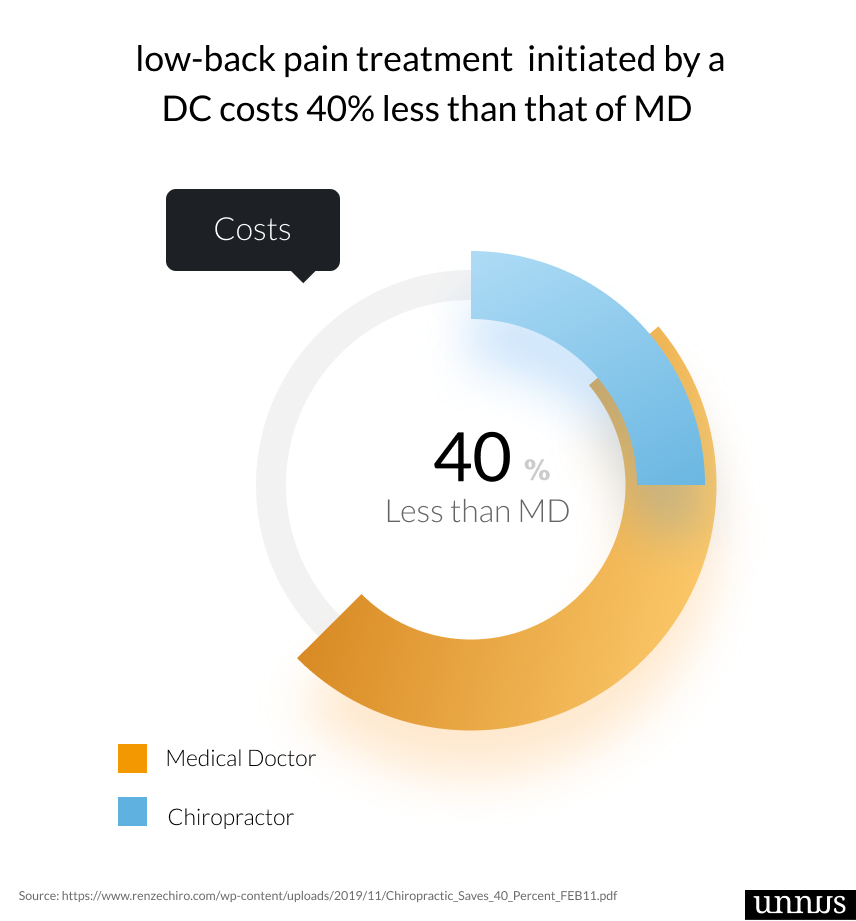 low-back pain treatment  initiated by a
DC costs 40% less than that of MD
Costs
40 %
Less than MD
Medical Doctor
Chiropractor
Source: https://www.renzechiro.com/wp-content/uploads/2019/11/Chiropractic_Saves_40_Percent_FEB11.pdf
unnus